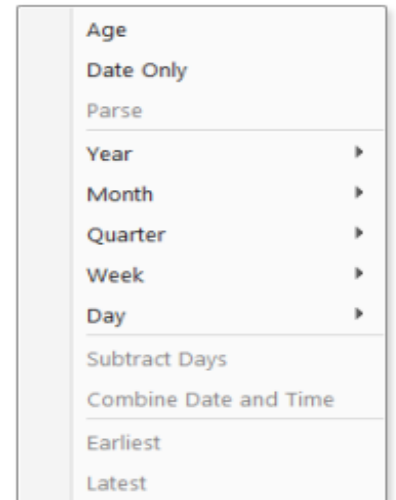 Age
Date Only
Parse
Year
Month
Quarter
Week
Day
Subtract Days
Combine Date and Time
Earliest
Latest